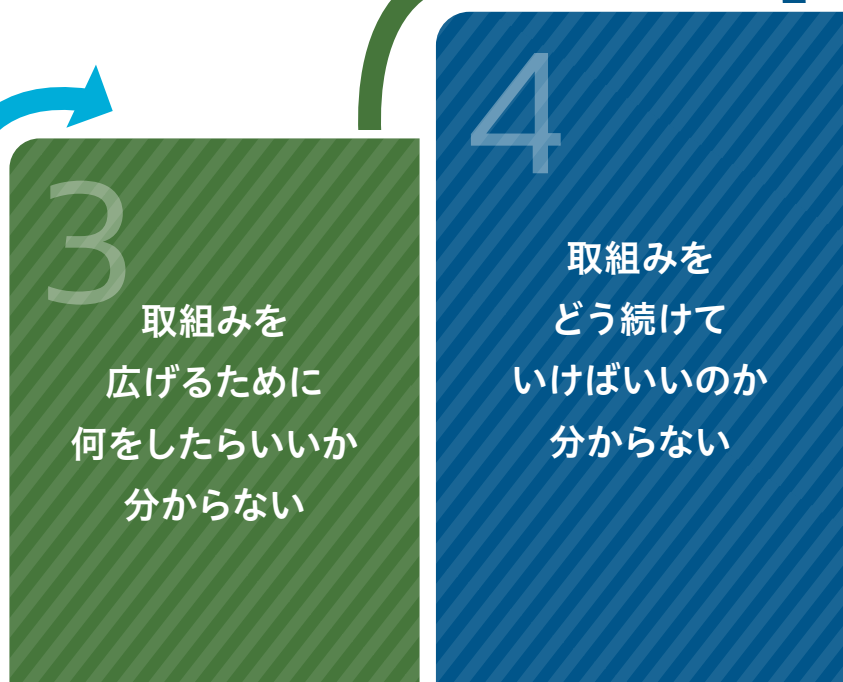 3
取組みを
広げるために
何をしたらいいか
分からない
4
取組みを
どう続けて
いけばいいのか
分からない